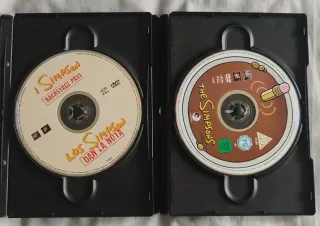 I SIMPSON
BACKSTAGE PASS
DVD
LOS SIMPSON
DAN LA NOTA
THE SIMPSONS